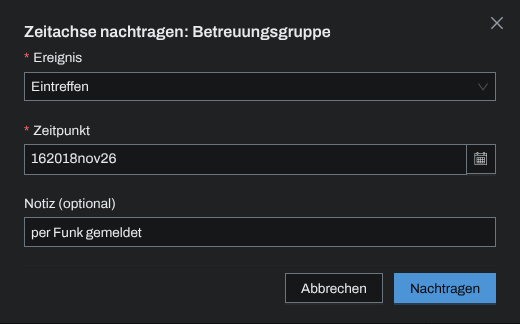 Zeitachse nachtragen: Betreuungsgruppe
* Ereignis
Eintreffen
* Zeitpunkt
162018nov26
Notiz (optional)
per Funk gemeldet
Abbrechen
Nachtragen